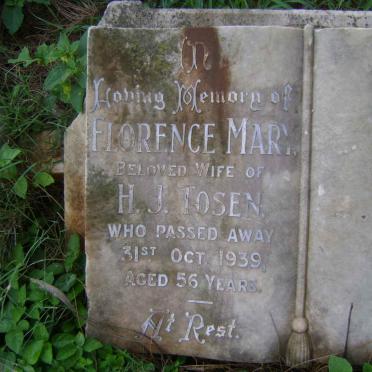 In
Loving Memory of
FLORENCE MARY,
BELOVED WIFE OF
H. J. TOSEN,
WHO PASSED AWAY
31ST OCT. 1939,
AGED 56 YEARS.
At Rest.